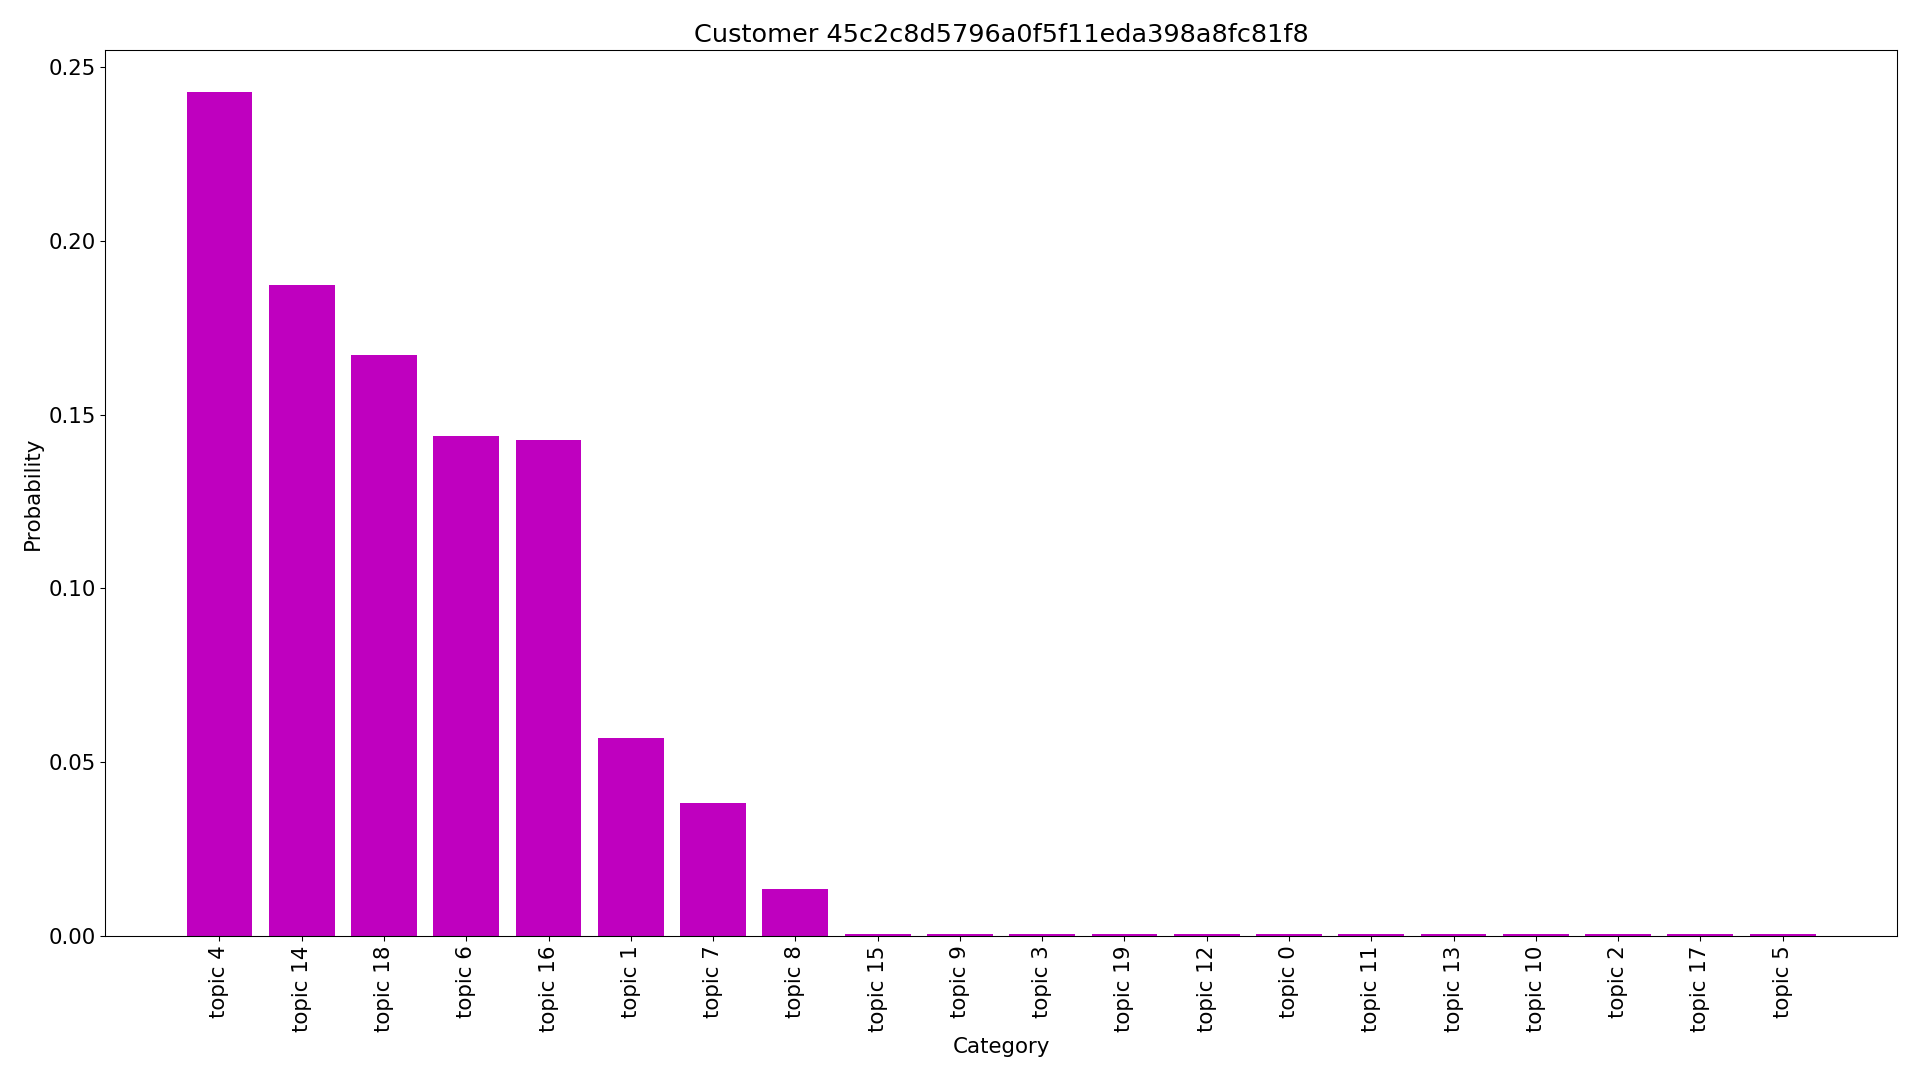 Customer 45c2c8d5796a0f5f11eda398a8fc81f8
0.25
0.20
0.15
0.10
0.05
0.00
Probability
topic 4
topic 14
topic 18
topic 6
topic 16
topic 1
topic 7
topic 8
topic 15
topic 9
topic 3
topic 19
topic 12
topic 0
topic 11
topic 13
topic 10
topic 2
topic 17
topic 5
Category